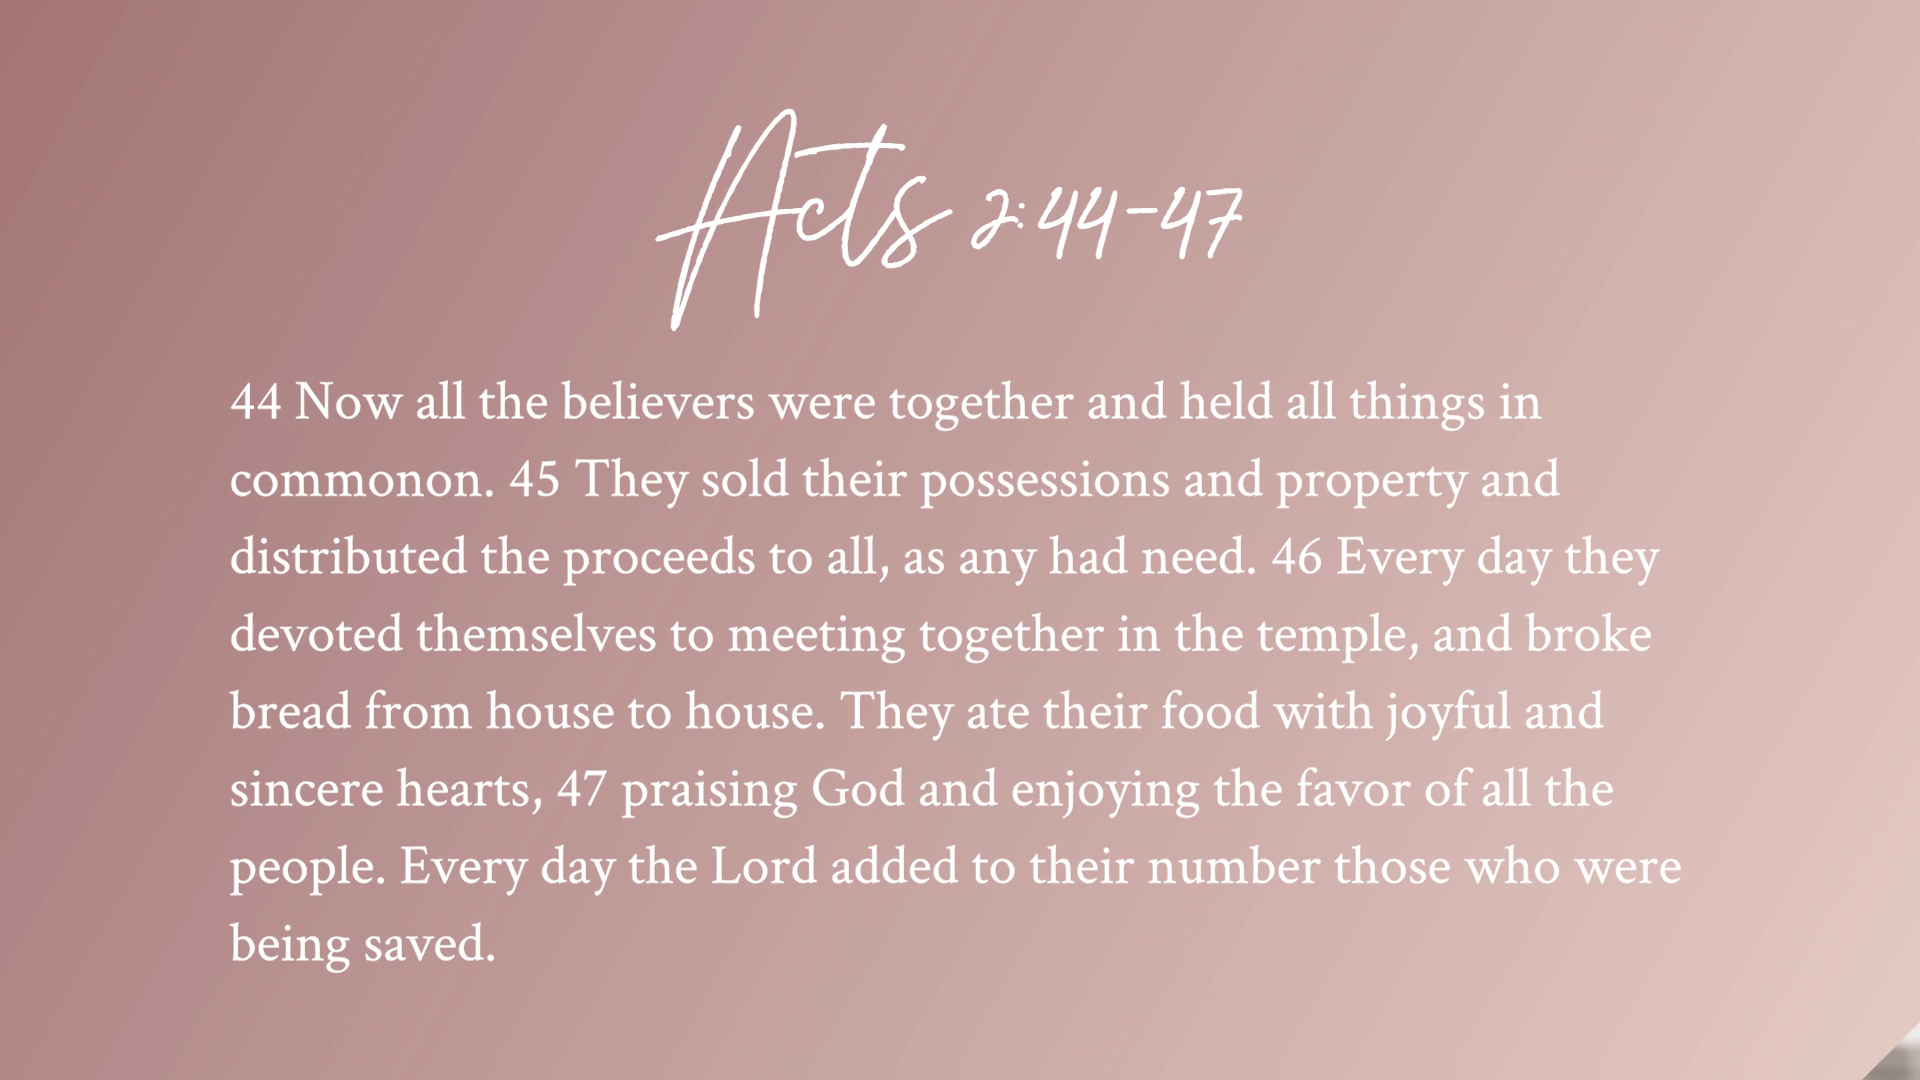 Acts 2:44-47
44 Now all the believers were together and held all things in
commonon. 45 They sold their possessions and property and
distributed the proceeds to all, as any had need. 46 Every day they
devoted themselves to meeting together in the temple, and broke
bread from house to house. They ate their food with joyful and
sincere hearts, 47 praising God and enjoying the favor of all the
people. Every day the Lord added to their number those who were
being saved.